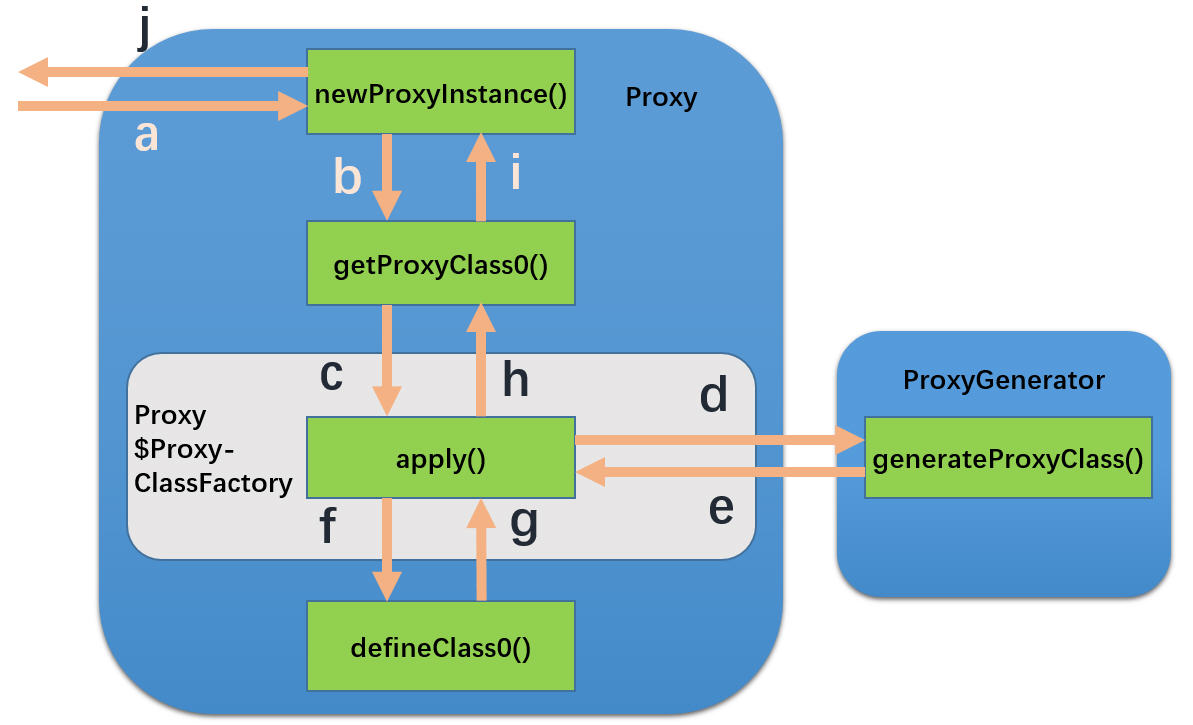 j
newProxyInstance()
Proxy
a
b
i
getProxyClass0()
c
h
d
ProxyGenerator
Proxy
$Proxy-
ClassFactory
apply()
generateProxyClass()
f
g
e
defineClass0()